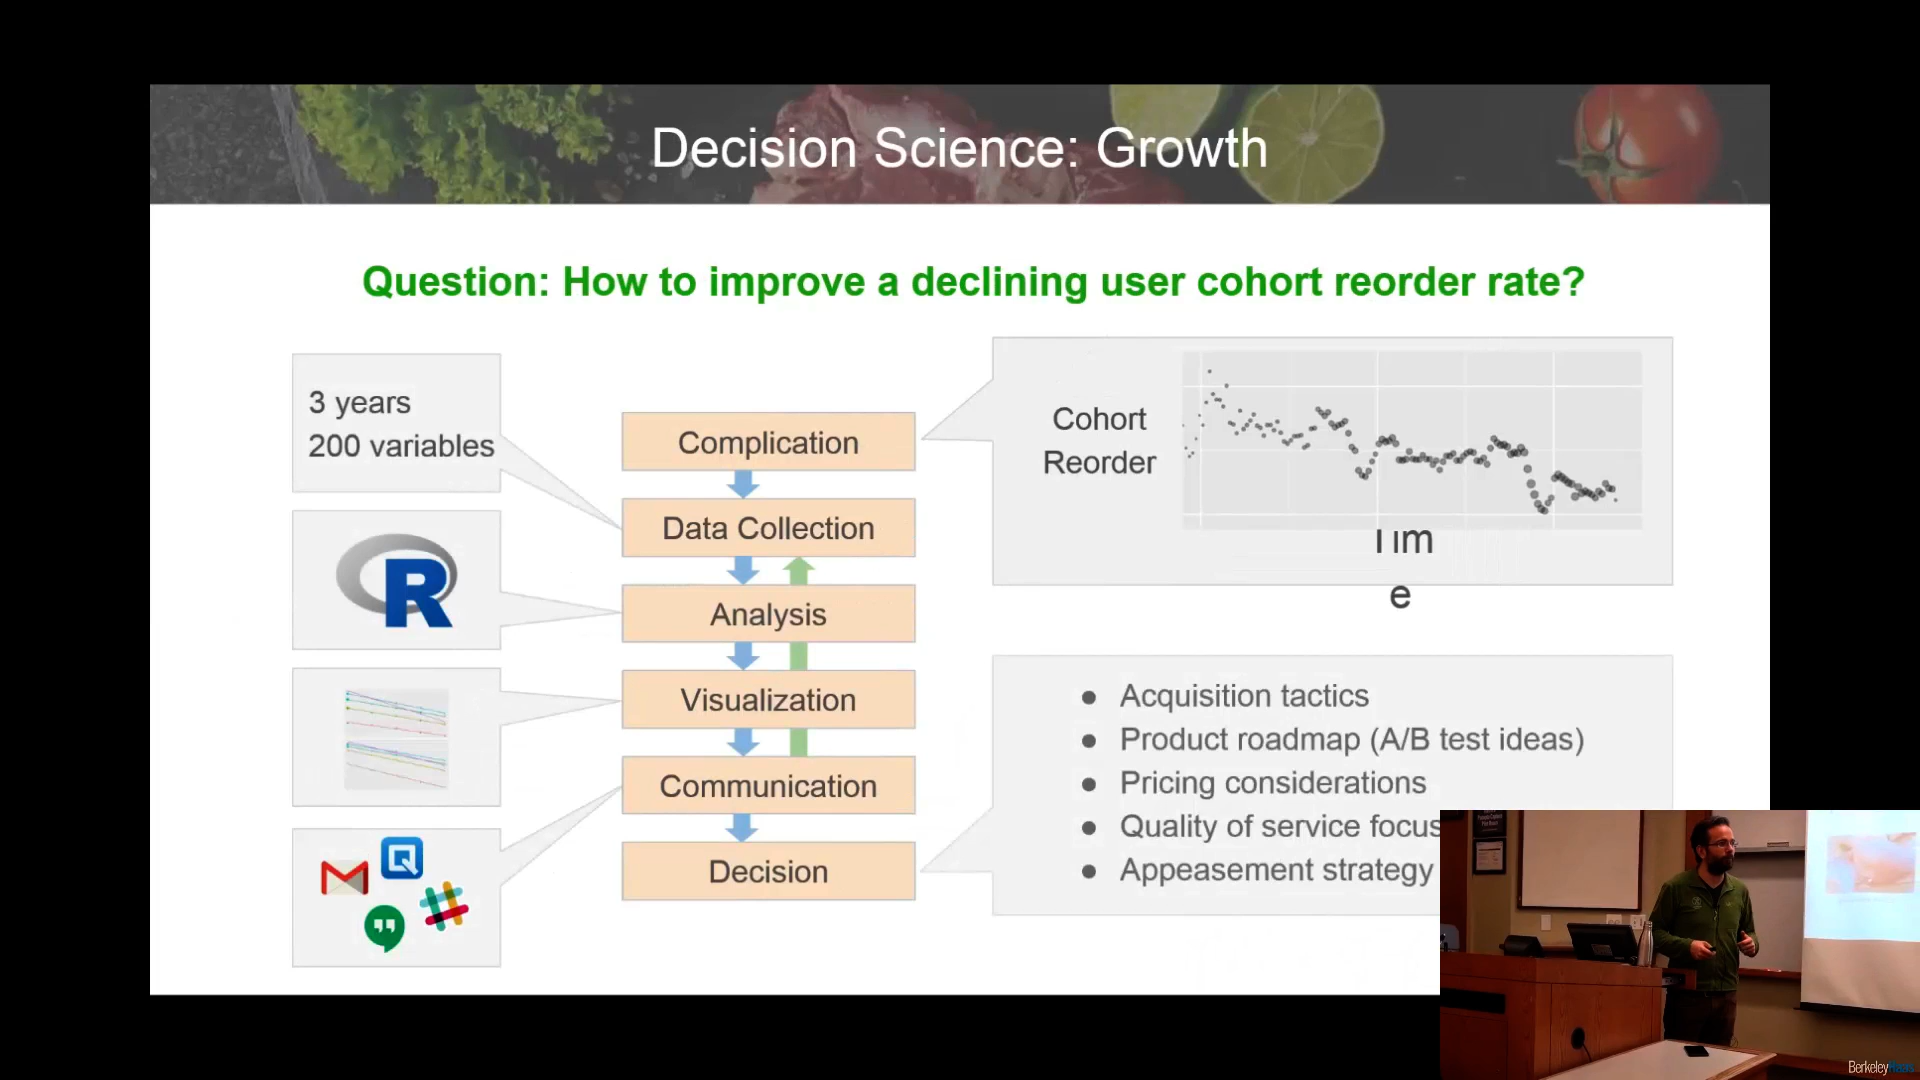 Decision Science: Growth
Question: How to improve a declining user cohort reorder rate?
3 years
200 variables
R
Complication
Data Collection
Analysis
Visualization
Communication
Decision
Cohort
Reorder
Tim
e
● Acquisition tactics
● Product roadmap (A/B test ideas)
● Pricing considerations
● Quality of service focus
● Appeasement strategy
BerkeleyHaas